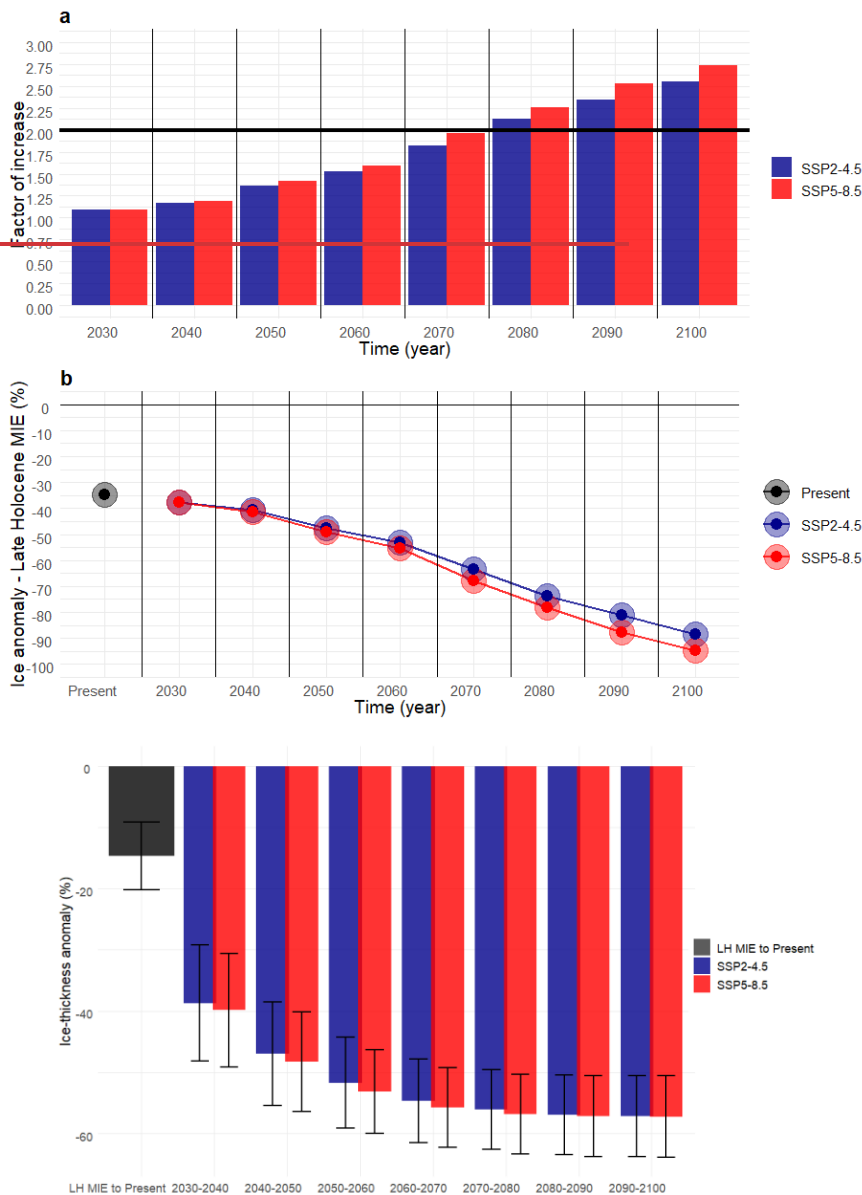 a
Factor of increase
3.00
2.75
2.50
2.25
2.00
1.75
1.50
1.25
1.00
0.75
0.50
0.25
0.00
2030 2040 2050 2060 2070 2080 2090 2100
Time (year)
SSP2-4.5
SSP5-8.5
b
Ice anomaly - Late Holocene MIE (%)
0
-10
-20
-30
-40
-50
-60
-70
-80
-90
-100
Present 2030 2040 2050 2060 2070 2080 2090 2100
Time (year)
Present
SSP2-4.5
SSP5-8.5
Ice-thickness anomaly (%)
0
-20
-40
-60
LH MIE to Present 2030-2040 2040-2050 2050-2060 2060-2070 2070-2080 2080-2090 2090-2100
LH MIE to Present
SSP2-4.5
SSP5-8.5